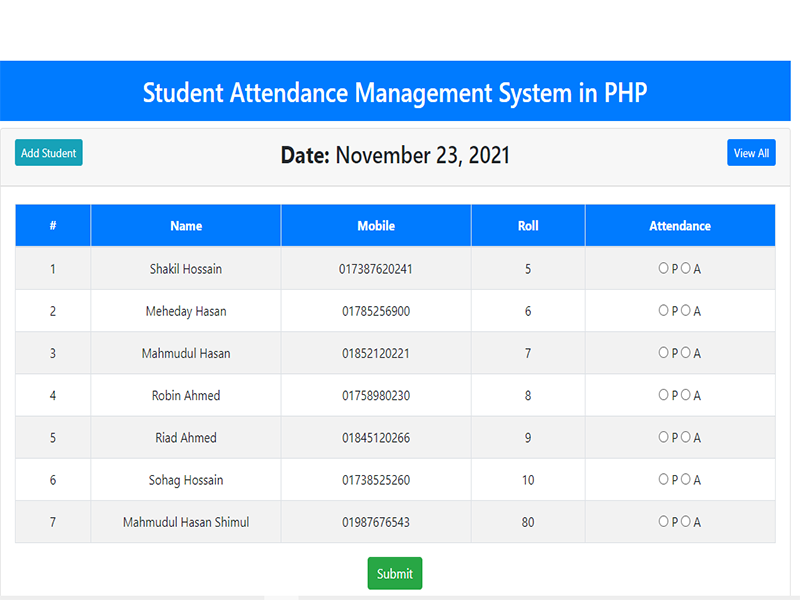 Student Attendance Management System in PHP
Add Student Date: November 23, 2021 View All
# Name Mobile Roll Attendance
1 Shakil Hossain 017387620241 5 P A
2 Meheday Hasan 01785256900 6 P A
3 Mahmudul Hasan 01852120221 7 P A
4 Robin Ahmed 01758980230 8 P A
5 Riad Ahmed 01845120266 9 P A
6 Sohag Hossain 01738525260 10 P A
7 Mahmudul Hasan Shimul 01987676543 80 P A
Submit